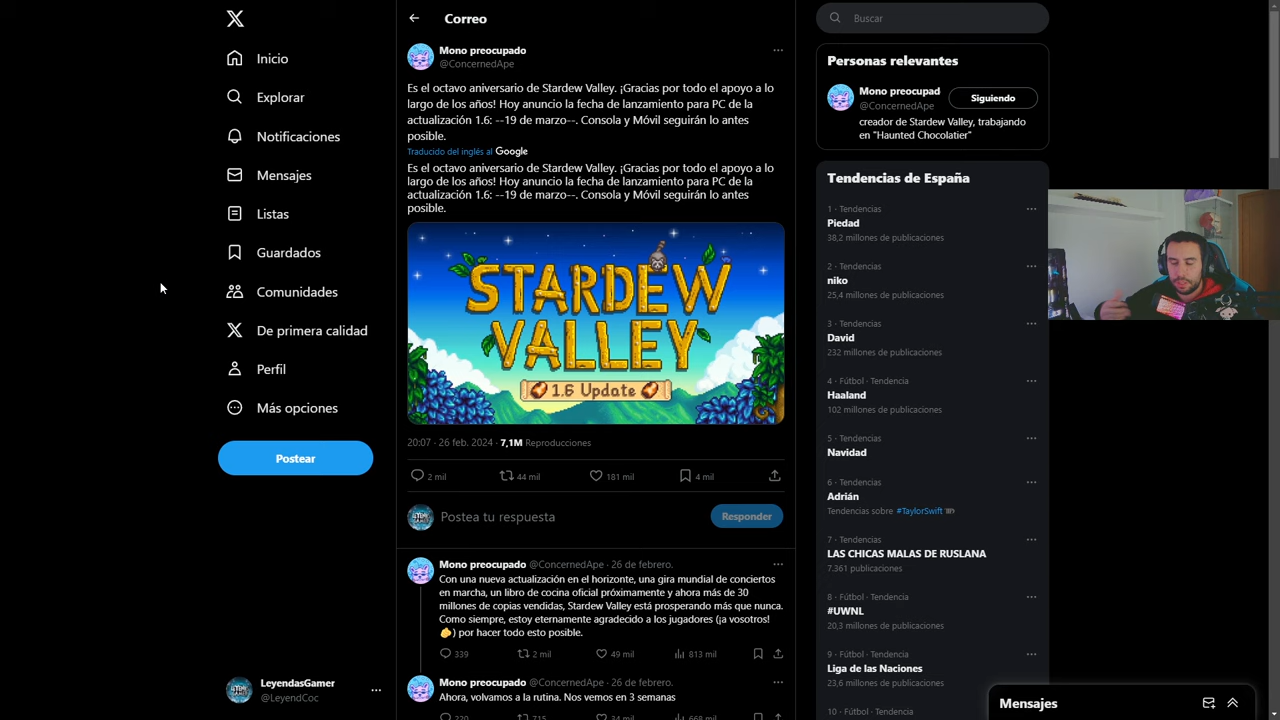 Inicio
Explorar
Notificaciones
Mensajes
Listas
Guardados
Comunidades
De primera calidad
Perfil
Más opciones
Postear
LeyendasGamer
@LeyendCoc
Correo
Mono preocupado
@ConcernedApe
Es el octavo aniversario de Stardew Valley. ¡Gracias por todo el apoyo a lo
largo de los años! Hoy anuncio la fecha de lanzamiento para PC de la
actualización 1.6: --19 de marzo--. Consola y Móvil seguirán lo antes
posible.
Traducido del inglés al Google
Es el octavo aniversario de Stardew Valley. ¡Gracias por todo el apoyo a lo
largo de los años! Hoy anuncio la fecha de lanzamiento para PC de la
actualización 1.6: --19 de marzo--. Consola y Móvil seguirán lo antes
posible.
STARDEW
VALLEY
1.6 Update
20:07 · 26 feb. 2024 · 7,1M Reproducciones
2 mil 44 mil 181 mil 4 mil
Postea tu respuesta
Responder
Mono preocupado @ConcernedApe · 26 de febrero.
Con una nueva actualización en el horizonte, una gira mundial de conciertos
en marcha, un libro de cocina oficial próximamente y ahora más de 30
millones de copias vendidas, Stardew Valley está prosperando más que nunca.
Como siempre, estoy eternamente agradecido a los jugadores (¡a vosotros!
) por hacer todo esto posible.
339 2 mil 49 mil 813 mil
Mono preocupado @ConcernedApe · 26 de febrero.
Ahora, volvamos a la rutina. Nos vemos en 3 semanas
220 715 34 mil 668 mil
Buscar
Personas relevantes
Mono preocupad
@ConcernedApe
Siguiendo
creador de Stardew Valley, trabajando
en "Haunted Chocolatier"
Tendencias de España
1 · Tendencias
Piedad
38,2 millones de publicaciones
2 · Tendencias
niko
25,4 millones de publicaciones
3 · Tendencias
David
232 millones de publicaciones
4 · Fútbol · Tendencia
Haaland
102 millones de publicaciones
5 · Tendencias
Navidad
6 · Tendencias
Adrián
Tendencias sobre #TaylorSwift
7 · Tendencias
LAS CHICAS MALAS DE RUSLANA
7,361 publicaciones
8 · Fútbol · Tendencia
#UWNL
20,3 millones de publicaciones
9 · Fútbol · Tendencia
Liga de las Naciones
23,6 millones de publicaciones
10 · Fútbol · Tendencia
Mensajes